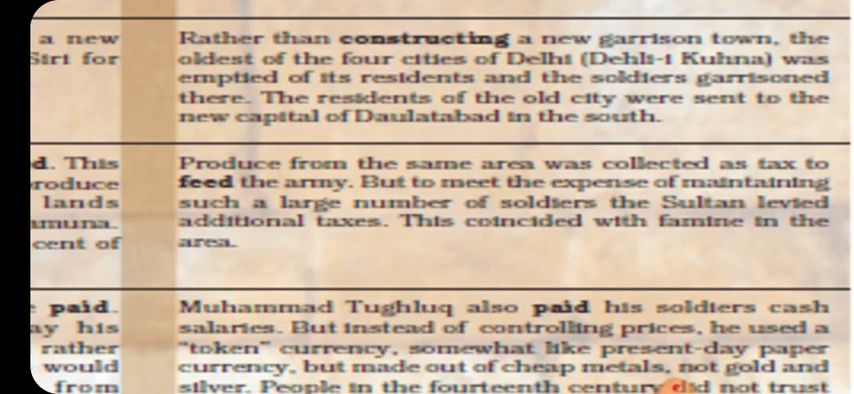 a new
Siri for
d. This
produce
lands
amuna.
cent of
e paid.
ay his
rather
would
from
Rather than constructing a new garrison town, the
oldest of the four cities of Delhi (Dehli-i Kuhna) was
emptied of its residents and the soldiers garrisoned
there. The residents of the old city were sent to the
new capital of Daulatabad in the south.
Produce from the same area was collected as tax to
feed the army. But to meet the expense of maintaining
such a large number of soldiers the Sultan levied
additional taxes. This coincided with famine in the
area.
Muhammad Tughluq also paid his soldiers cash
salaries. But instead of controlling prices, he used a
“token” currency, somewhat like present-day paper
currency, but made out of cheap metals, not gold and
silver. People in the fourteenth century did not trust